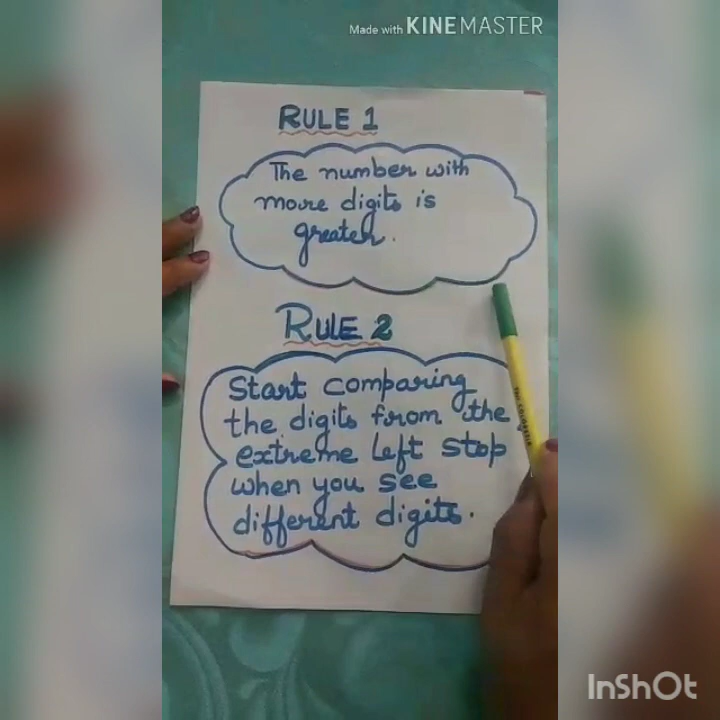 Made with KINEMASTER
RULE 1
The number with
more digits is
greater.
RULE 2
Start comparing
the digits from the
extreme left stop
when you see
different digits.
InShOt